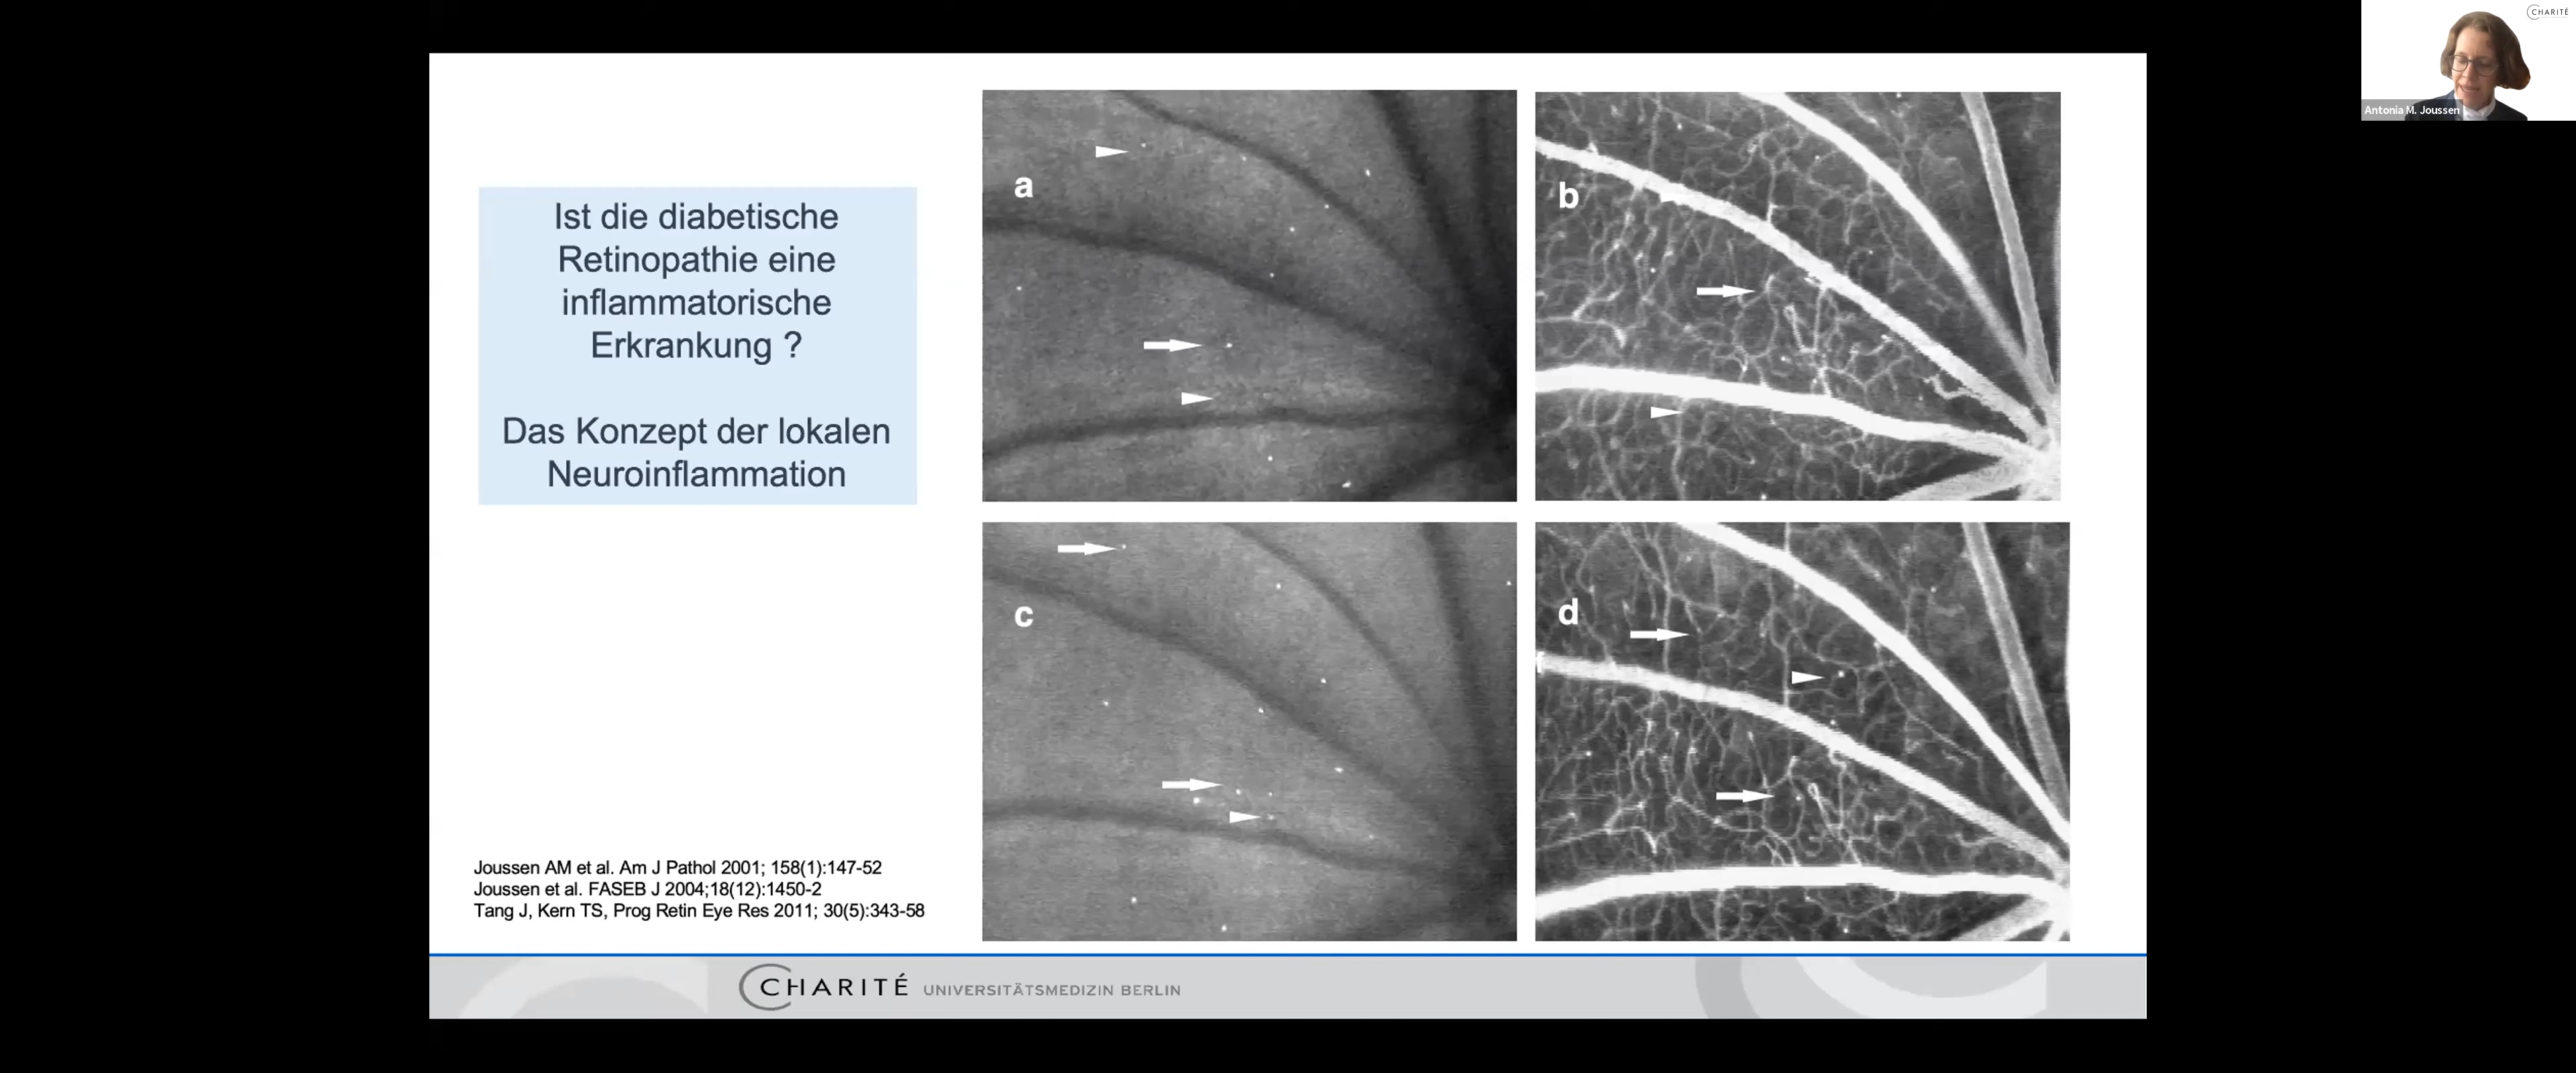 Ist die diabetische
Retinopathie eine
inflammatorische
Erkrankung ?
Das Konzept der lokalen
Neuroinflammation
a
b
c
d
Joussen AM et al. Am J Pathol 2001; 158(1):147-52
Joussen et al. FASEB J 2004;18(12):1450-2
Tang J, Kern TS, Prog Retin Eye Res 2011; 30(5):343-58
CHARITÉ UNIVERSITÄTSMEDIZIN BERLIN
CHARITÉ
Antonia M. Joussen